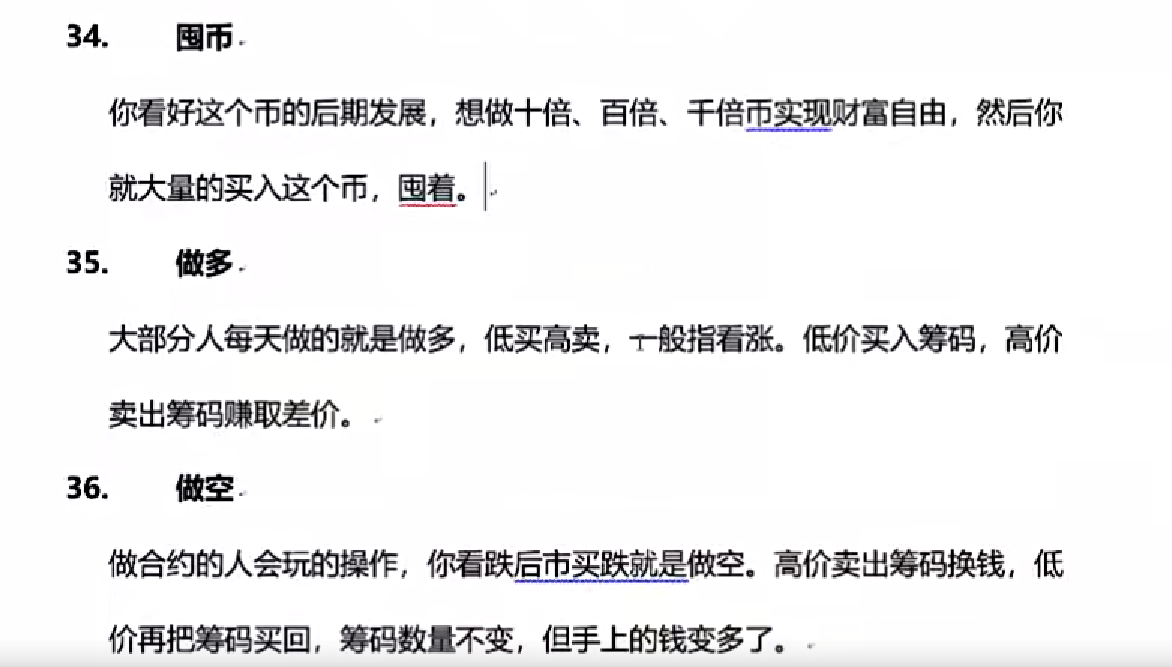 34. 囤币
你看好这个币的后期发展，想做十倍、百倍、千倍币实现财富自由，然后你
就大量的买入这个币，囤着。
35. 做多
大部分人每天做的就是做多，低买高卖，一般指看涨。低价买入筹码，高价
卖出筹码赚取差价。
36. 做空
做合约的人会玩的操作，你看跌后市买跌就是做空。高价卖出筹码换钱，低
价再把筹码买回，筹码数量不变，但手上的钱变多了。